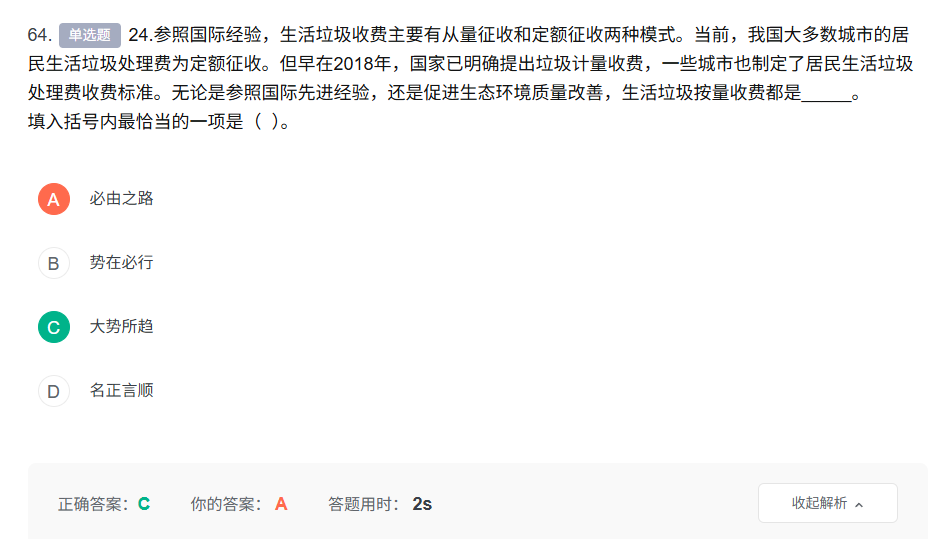 64. 单选题 24.参照国际经验，生活垃圾收费主要有从量征收和定额征收两种模式。当前，我国大多数城市的居
民生活垃圾处理费为定额征收。但早在2018年，国家已明确提出垃圾计量收费，一些城市也制定了居民生活垃圾
处理费收费标准。无论是参照国际先进经验，还是促进生态环境质量改善，生活垃圾按量收费都是_____。
填入括号内最恰当的一项是（ ）。
A 必由之路
B 势在必行
C 大势所趋
D 名正言顺
正确答案：C 你的答案：A 答题用时：2s 收起解析